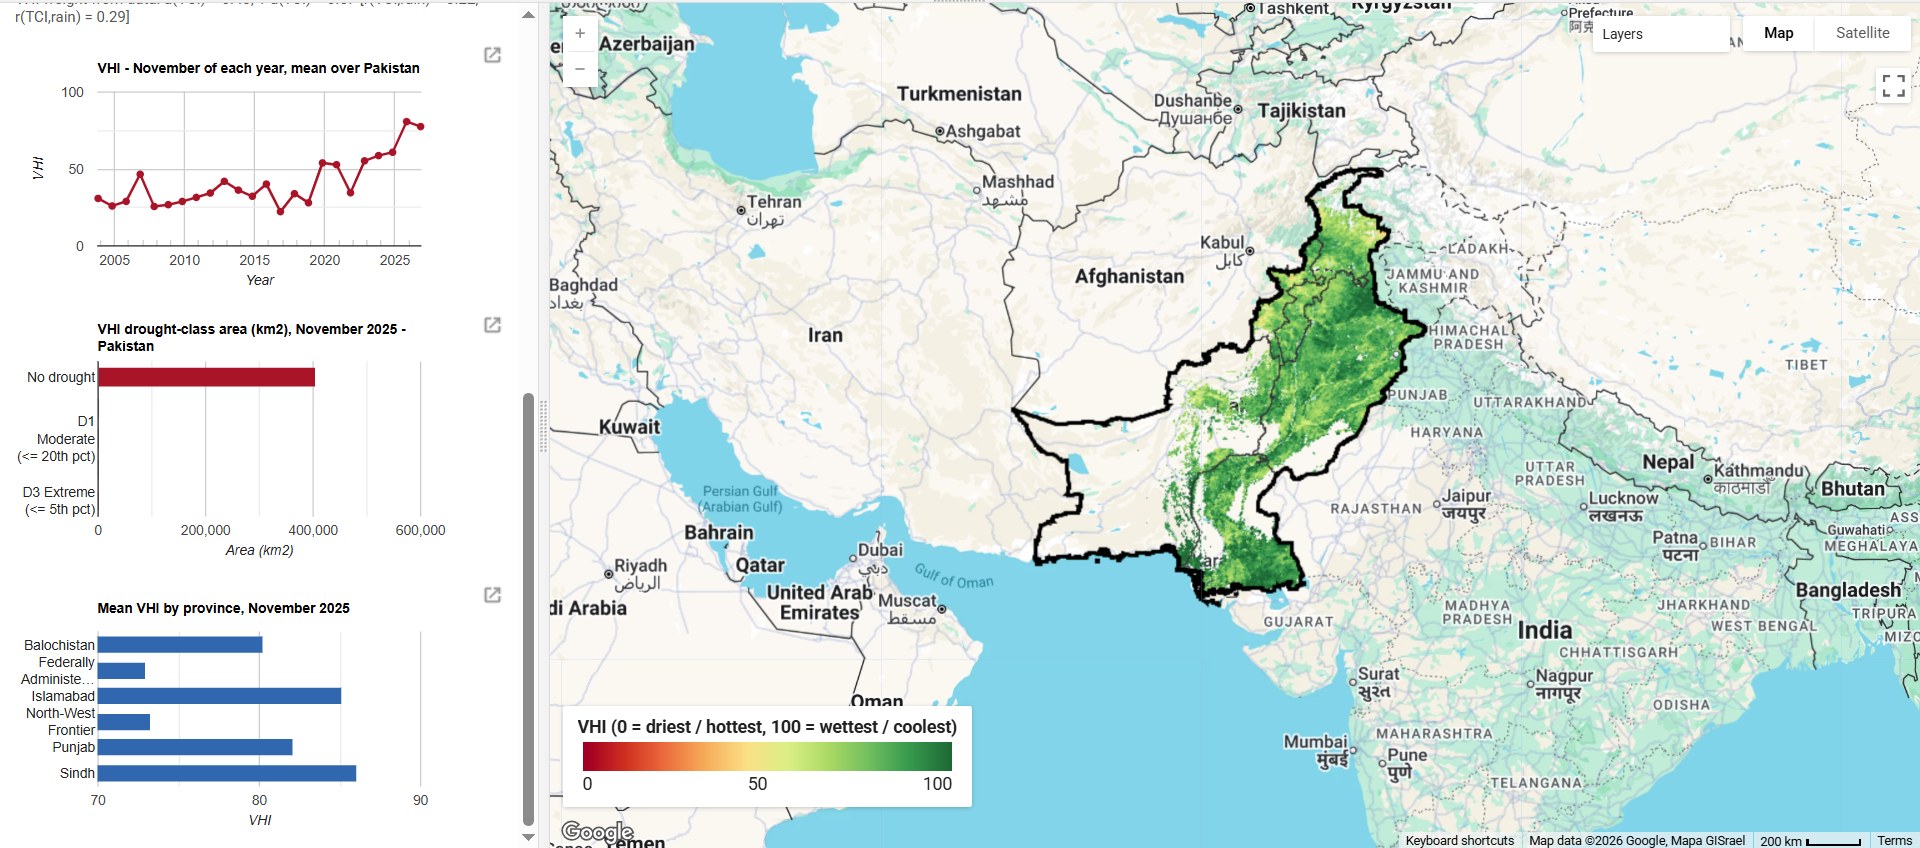 r(TCI,rain) = 0.29]
VHI - November of each year, mean over Pakistan
100
50
0
VHI
2005
2010
2015
2020
2025
Year
VHI drought-class area (km2), November 2025 -
Pakistan
No drought
D1
Moderate
(<= 20th pct)
D3 Extreme
(<= 5th pct)
0
200,000
400,000
600,000
Area (km2)
Mean VHI by province, November 2025
Balochistan
Federally
Administe…
Islamabad
North-West
Frontier
Punjab
Sindh
70
80
90
VHI
+
−
Layers
Map
Satellite
Tashkent
Kyrgyzstan
Prefecture
Azerbaijan
Turkmenistan
Dushanbe
Душанбе
Tajikistan
Ashgabat
Mashhad
مشهد
Tehran
تهران
Kabul
کابل
LADAKH
Afghanistan
JAMMU AND
KASHMIR
Baghdad
بغداد
Iran
HIMACHAL
PRADESH
TIBET
PUNJAB
UTTARAKHAND
Kuwait
HARYANA
Nepal
Kathmandu
काठमाडौं
UTTAR
PRADESH
Bhutan
Persian Gulf
(Arabian Gulf)
RAJASTHAN
Jaipur
जयपुर
Lucknow
लखनऊ
ASS
Bahrain
Guwahati
Patna
पटना
BIHAR
MEGHALAYA
Qatar
Dubai
دبي
Riyadh
الرياض
Gulf of Oman
United Arab
Emirates
Muscat
مسقط
Bangladesh
di Arabia
GUJARAT
MADHYA
PRADESH
JHARKHAND
TRIPURA
India
WEST BENGAL
MIZO
CHHATTISGARH
Surat
सुरत
Nagpur
नागपूर
Oman
ODISHA
VHI (0 = driest / hottest, 100 = wettest / coolest)
0
50
100
Mumbai
मुंबई
MAHARASHTRA
Pune
पुणे
TELANGANA
Google
Yemen
Keyboard shortcuts
Map data ©2026 Google, Mapa GISrael
200 km
Terms